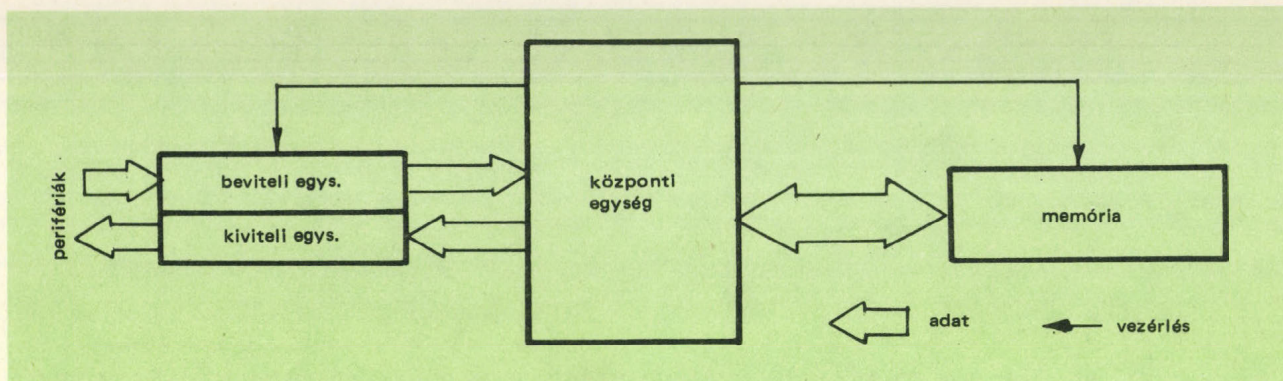 perifériák
beviteli egys.
kiviteli egys.
központi
egység
memória
adat
vezérlés